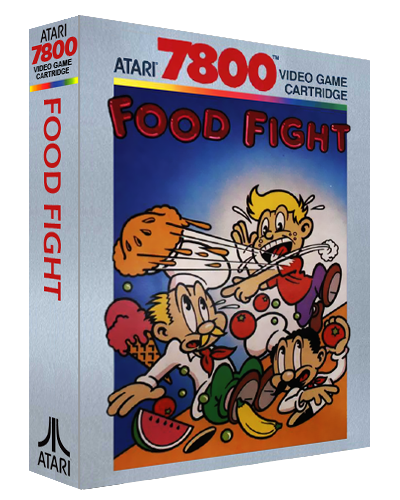 ATARI
7800
VIDEO GAME
CARTRIDGE
FOOD FIGHT
ATARI
ATARI 7800™ VIDEO GAME
CARTRIDGE
FOOD FIGHT